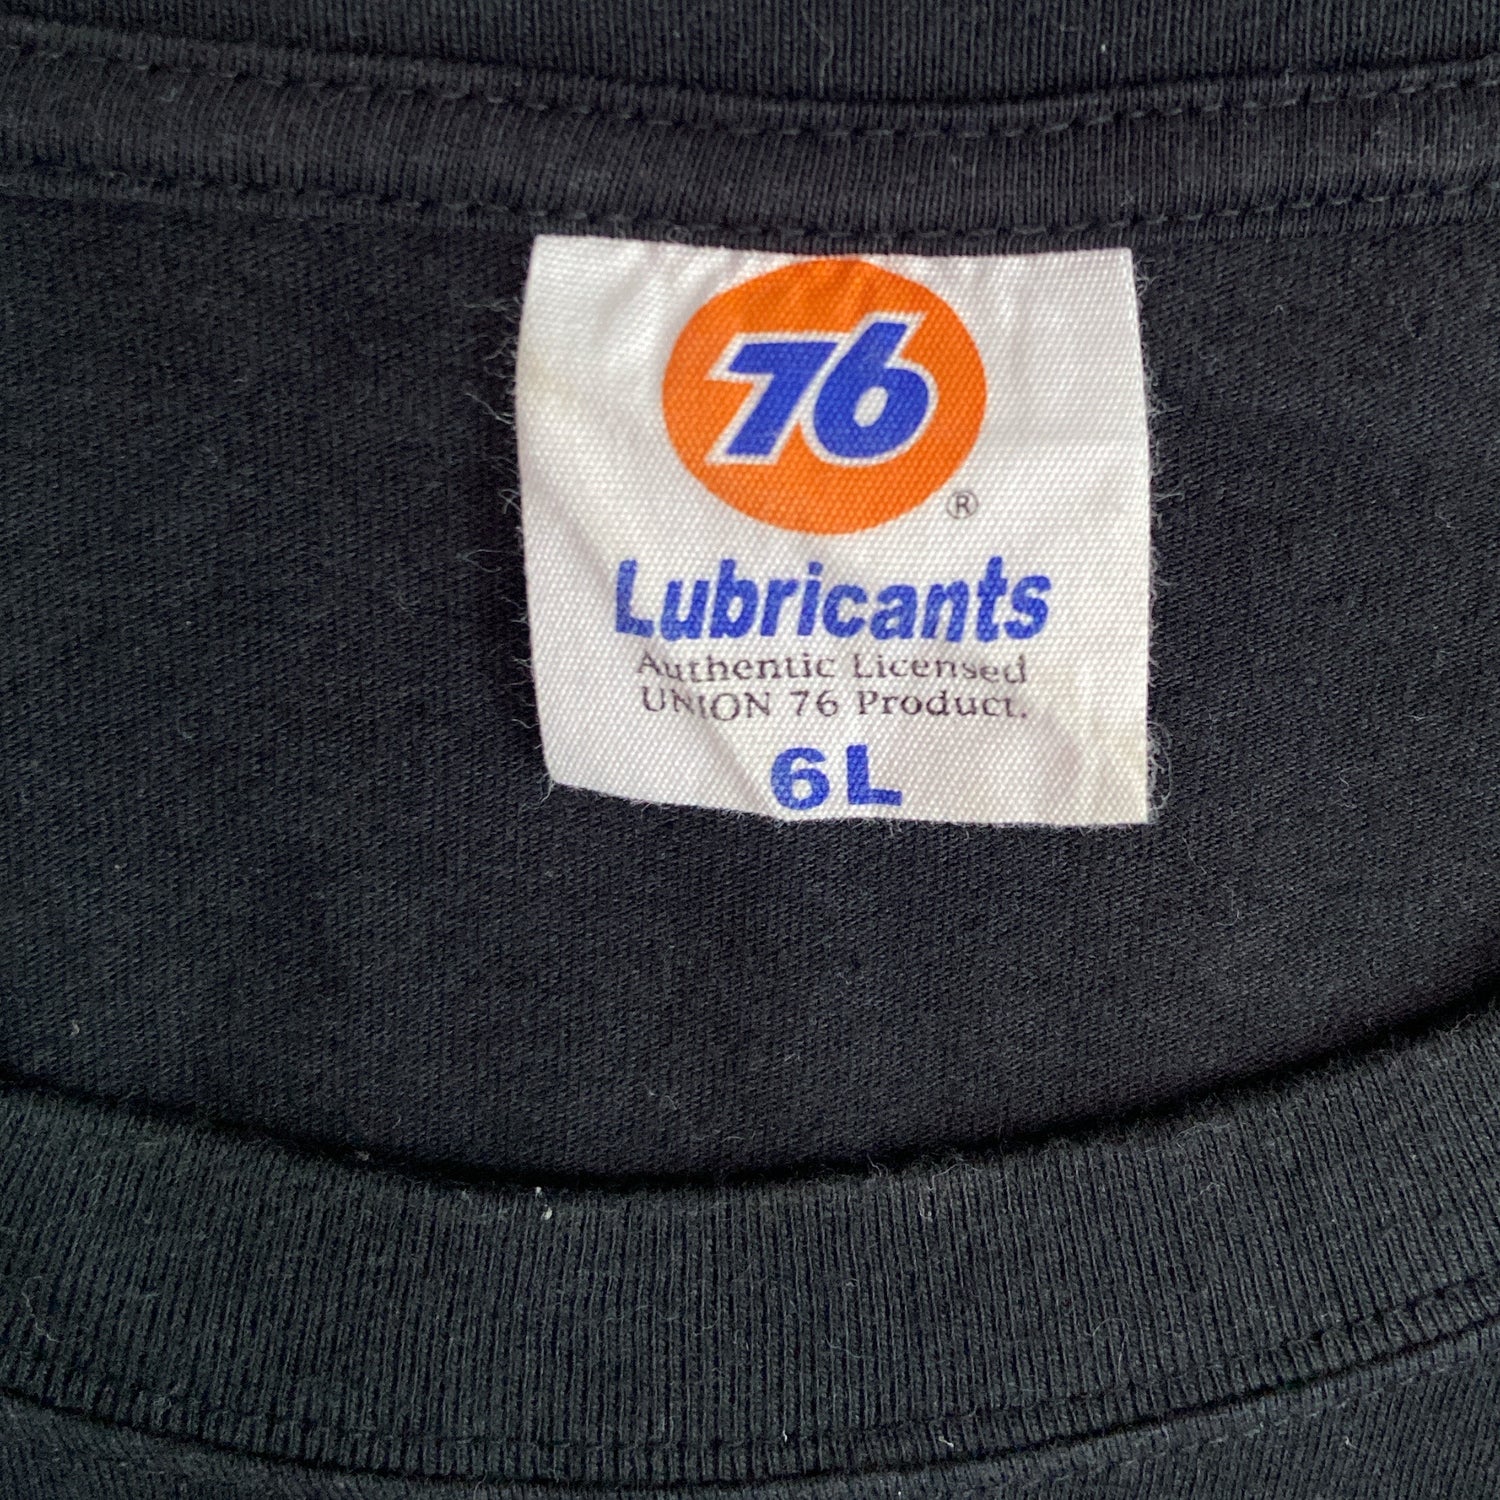 76
®
Lubricants
Authentic Licensed
UNION 76 Product.
6L